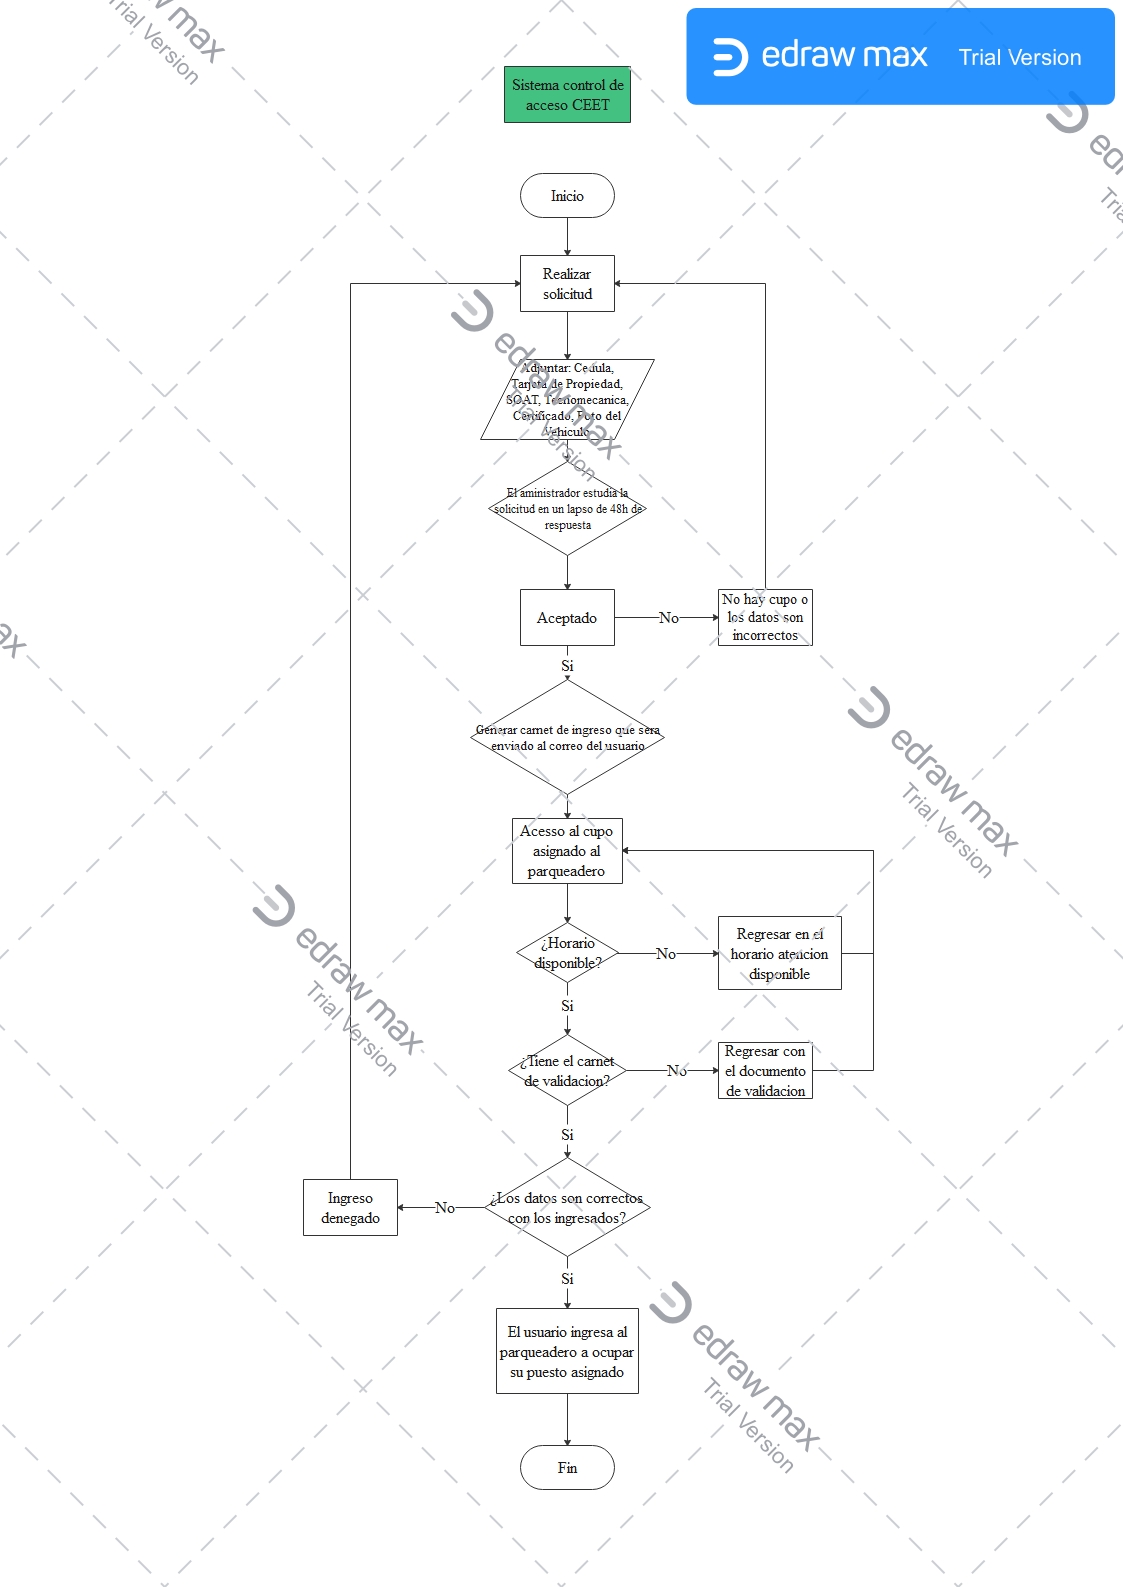 edraw max Trial Version
Sistema control de
acceso CEET
Inicio
Realizar
solicitud
Adjuntar: Cedula,
Tarjeta de Propiedad,
SOAT, Tecnomecanica,
Certificado, Foto del
Vehiculo
El aministrador estudia la
solicitud en un lapso de 48h de
respuesta
Aceptado
No
No hay cupo o
los datos son
incorrectos
Si
Generar carnet de ingreso que sera
enviado al correo del usuario
Acesso al cupo
asignado al
parqueadero
¿Horario
disponible?
No
Regresar en el
horario atencion
disponible
Si
¿Tiene el carnet
de validacion?
No
Regresar con
el documento
de validacion
Si
¿Los datos son correctos
con los ingresados?
No
Ingreso
denegado
Si
El usuario ingresa al
parqueadero a ocupar
su puesto asignado
Fin
max
Trial Version
edraw max
Trial Version
edraw max
Trial Version
edraw max
Trial Version
edraw max
Trial Version